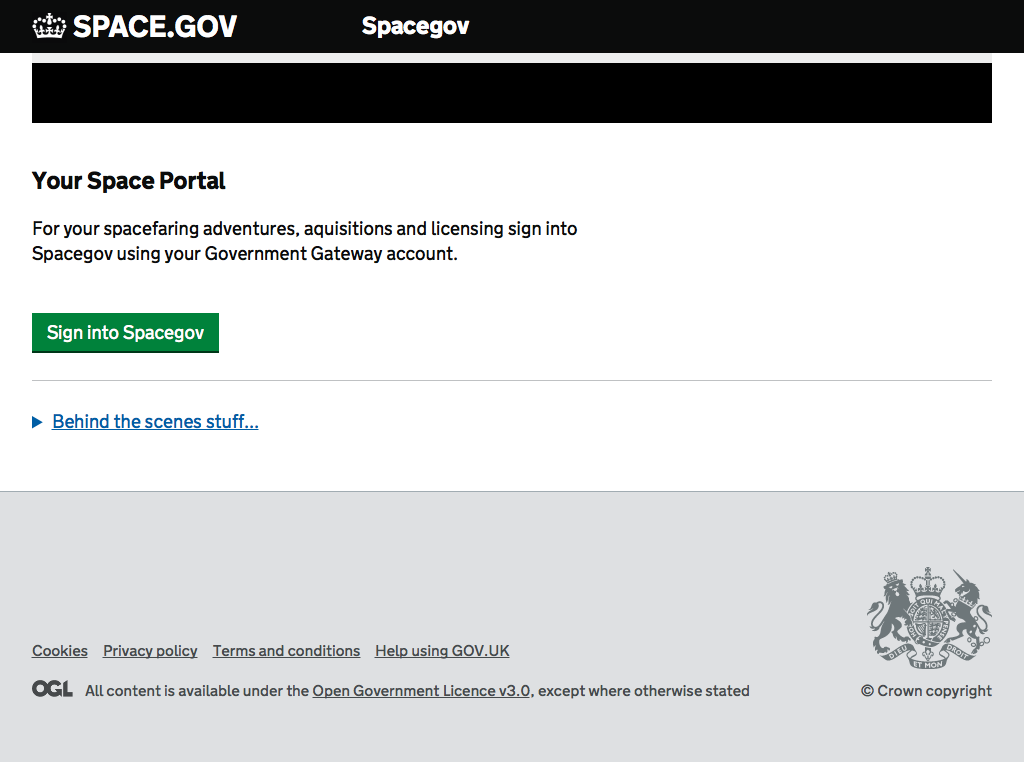 SPACE.GOV Spacegov
Your Space Portal
For your spacefaring adventures, aquisitions and licensing sign into
Spacegov using your Government Gateway account.
Sign into Spacegov
Behind the scenes stuff...
Cookies Privacy policy Terms and conditions Help using GOV.UK
OGL All content is available under the Open Government Licence v3.0, except where otherwise stated
DIEU ET MON DROIT
© Crown copyright